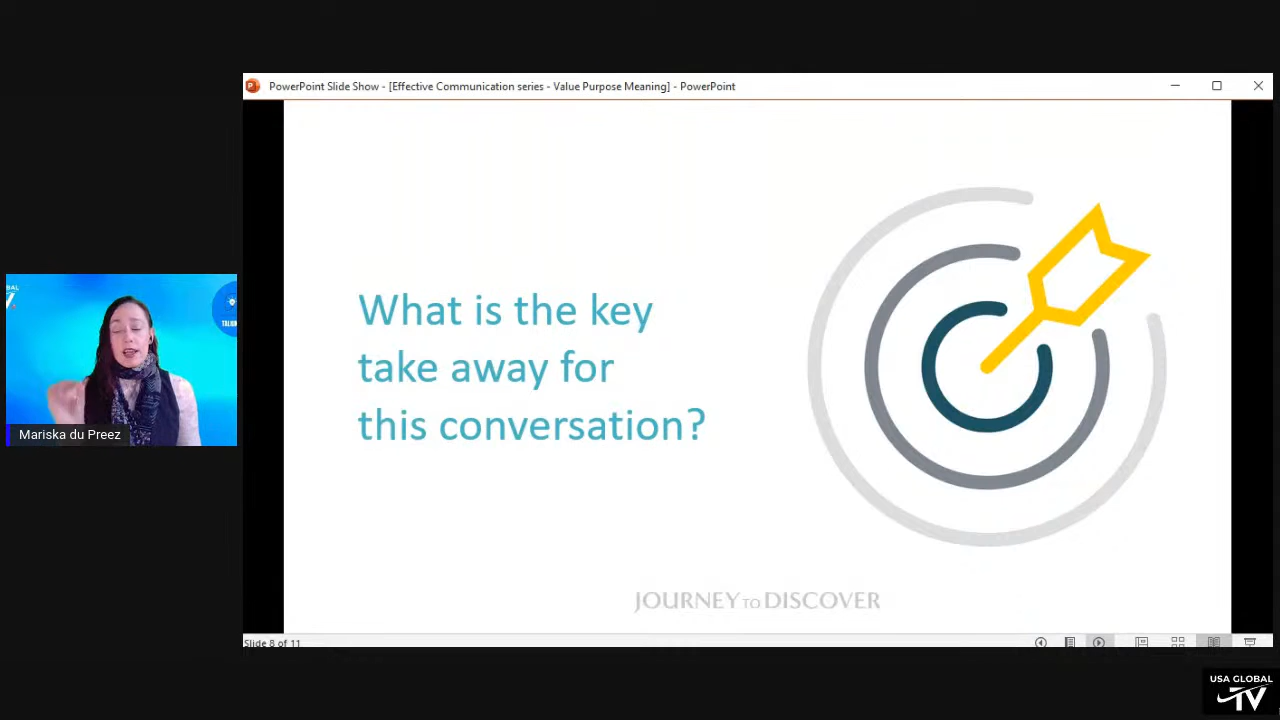 PowerPoint Slide Show - [Effective Communication series - Value Purpose Meaning] - PowerPoint
What is the key
take away for
this conversation?
TALKIN
Mariska du Preez
JOURNEY TO DISCOVER
Slide 8 of 11
USA GLOBAL
TV